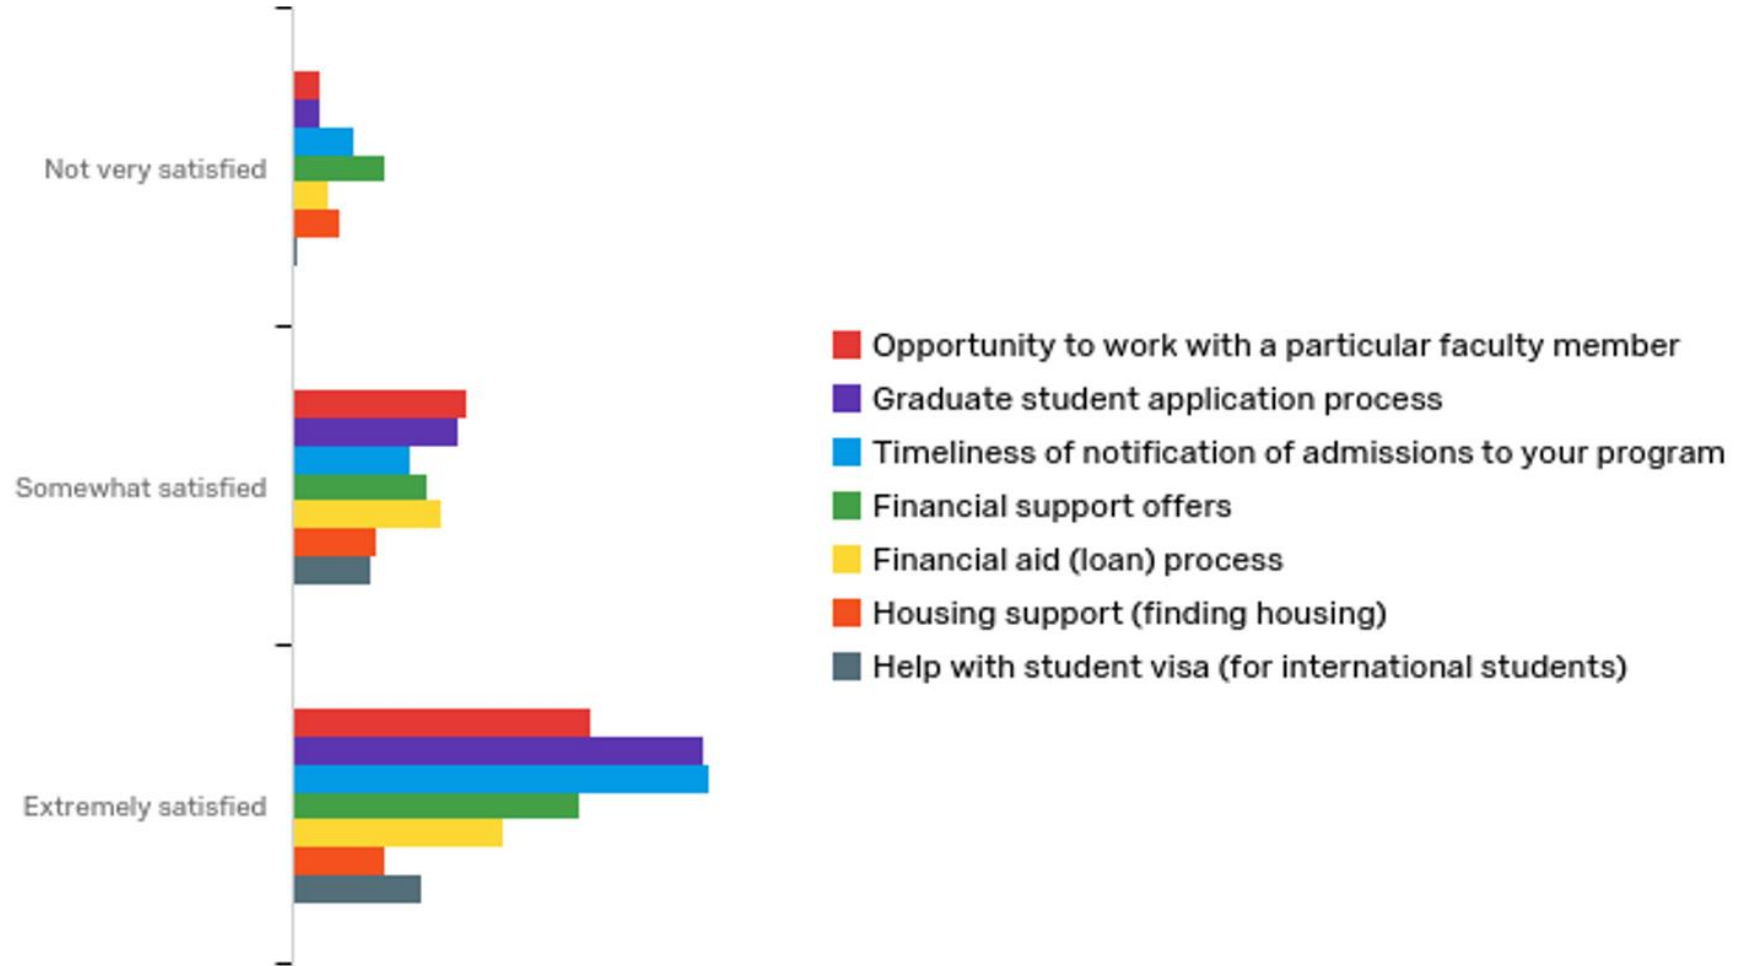 Not very satisfied
Somewhat satisfied
Extremely satisfied
Opportunity to work with a particular faculty member
Graduate student application process
Timeliness of notification of admissions to your program
Financial support offers
Financial aid (loan) process
Housing support (finding housing)
Help with student visa (for international students)